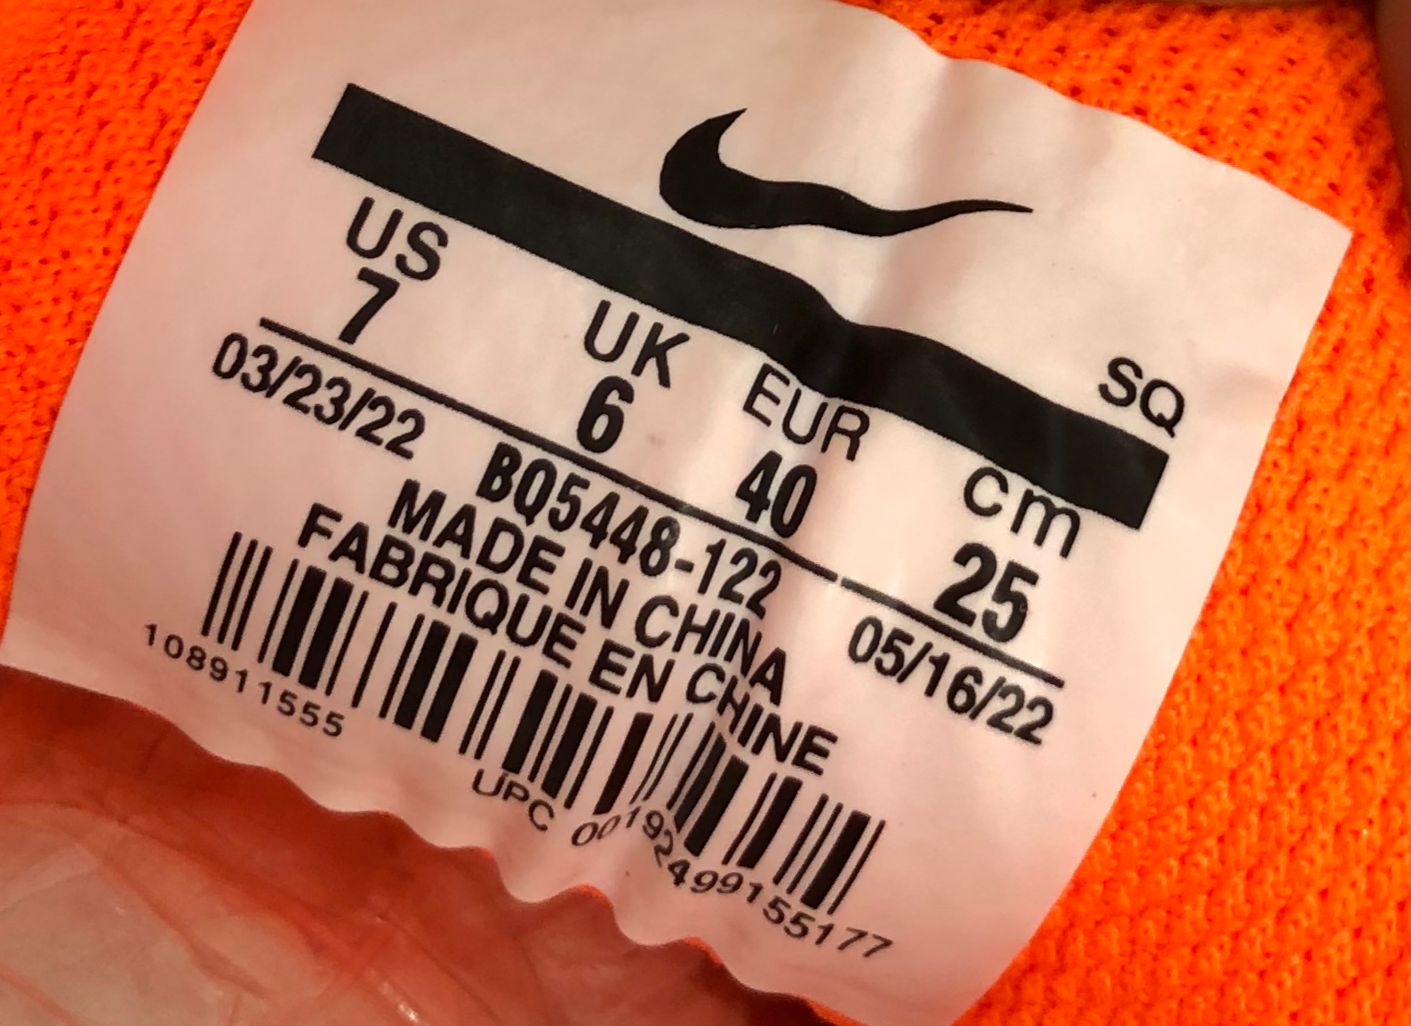 SQ
US UK EUR cm
7 6 40 25
03/23/22 BQ5448-122 05/16/22
MADE IN CHINA
FABRIQUE EN CHINE
108911555
UPC 00192499155177